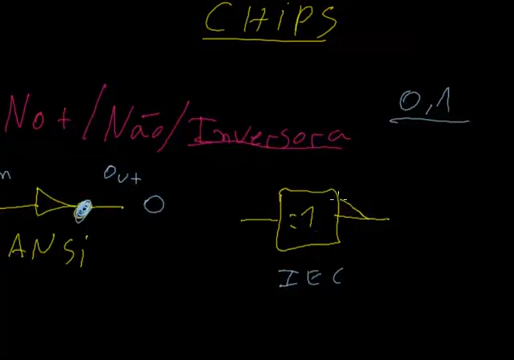 CHIPS
Not/Não/Inversora
0,1
n Out
0
:1
ANSi
IEC